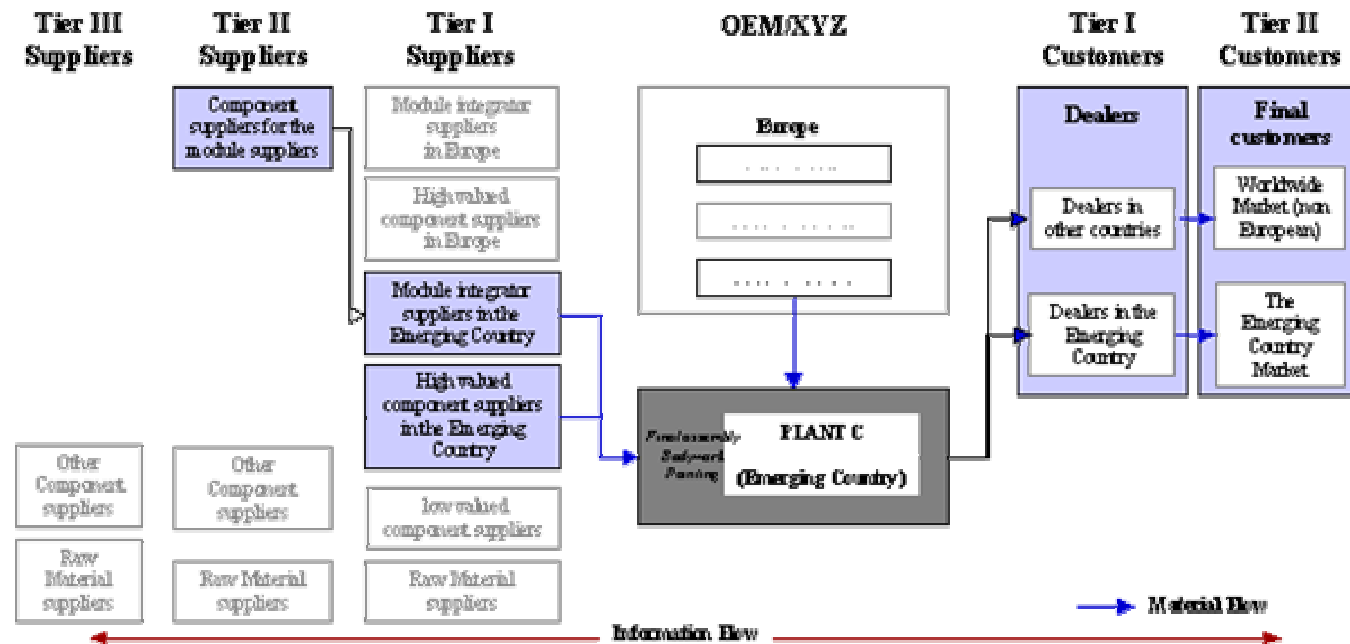 Tier III
Suppliers
Tier II
Suppliers
Tier I
Suppliers
OEM/XYZ
Tier I
Customers
Tier II
Customers
Component
suppliers for the
module suppliers
Module integrator
suppliers
in Europe
High valued
component suppliers
in Europe
Module integrator
suppliers in the
Emerging Country
High valued
component suppliers
in the Emerging
Country
low valued
component suppliers
Raw Material
suppliers
Other
Component
suppliers
Raw Material
suppliers
Other
Component
suppliers
Raw
Material
suppliers
Europe
Final assembly
Painting
PLANT C
(Emerging Country)
Dealers
Dealers in
other countries
Dealers in the
Emerging
Country
Final
customers
Worldwide
Market (non
European)
The
Emerging
Country
Market
Material Flow
Information Flow